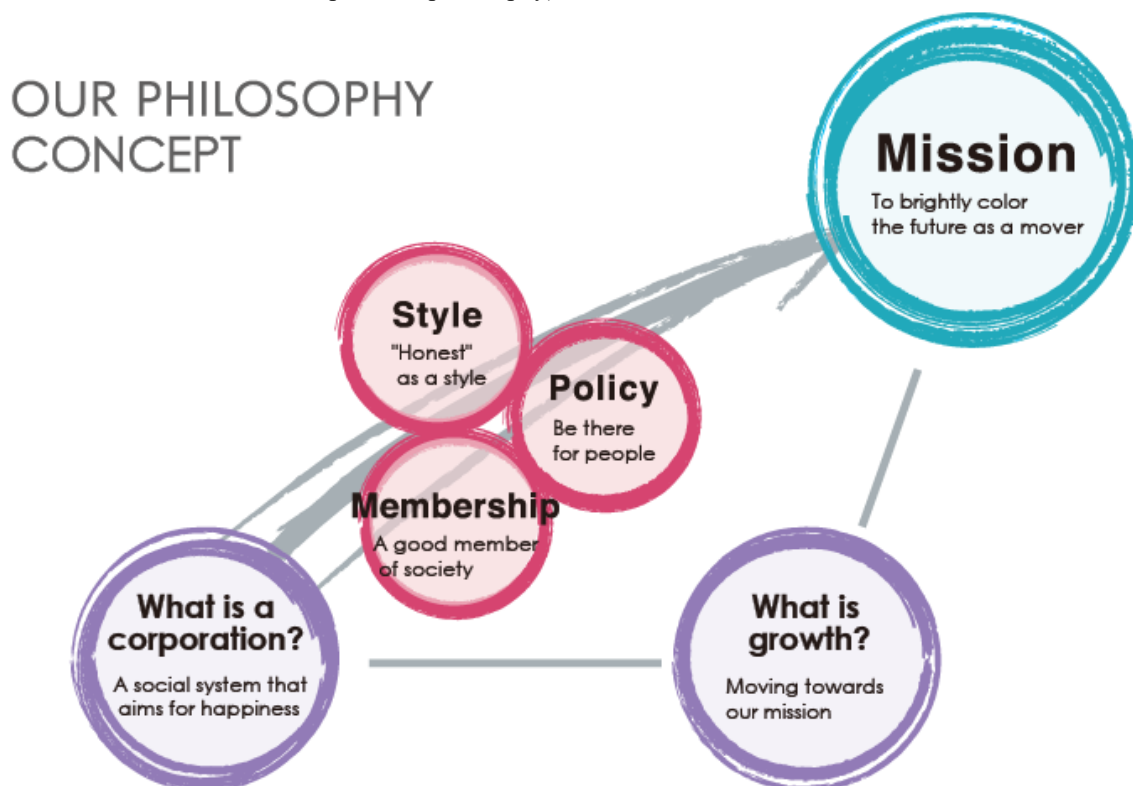 OUR PHILOSOPHY
CONCEPT
Mission
To brightly color
the future as a mover
Style
"Honest"
as a style
Policy
Be there
for people
Membership
A good member
of society
What is a
corporation?
A social system that
aims for happiness
What is
growth?
Moving towards
our mission